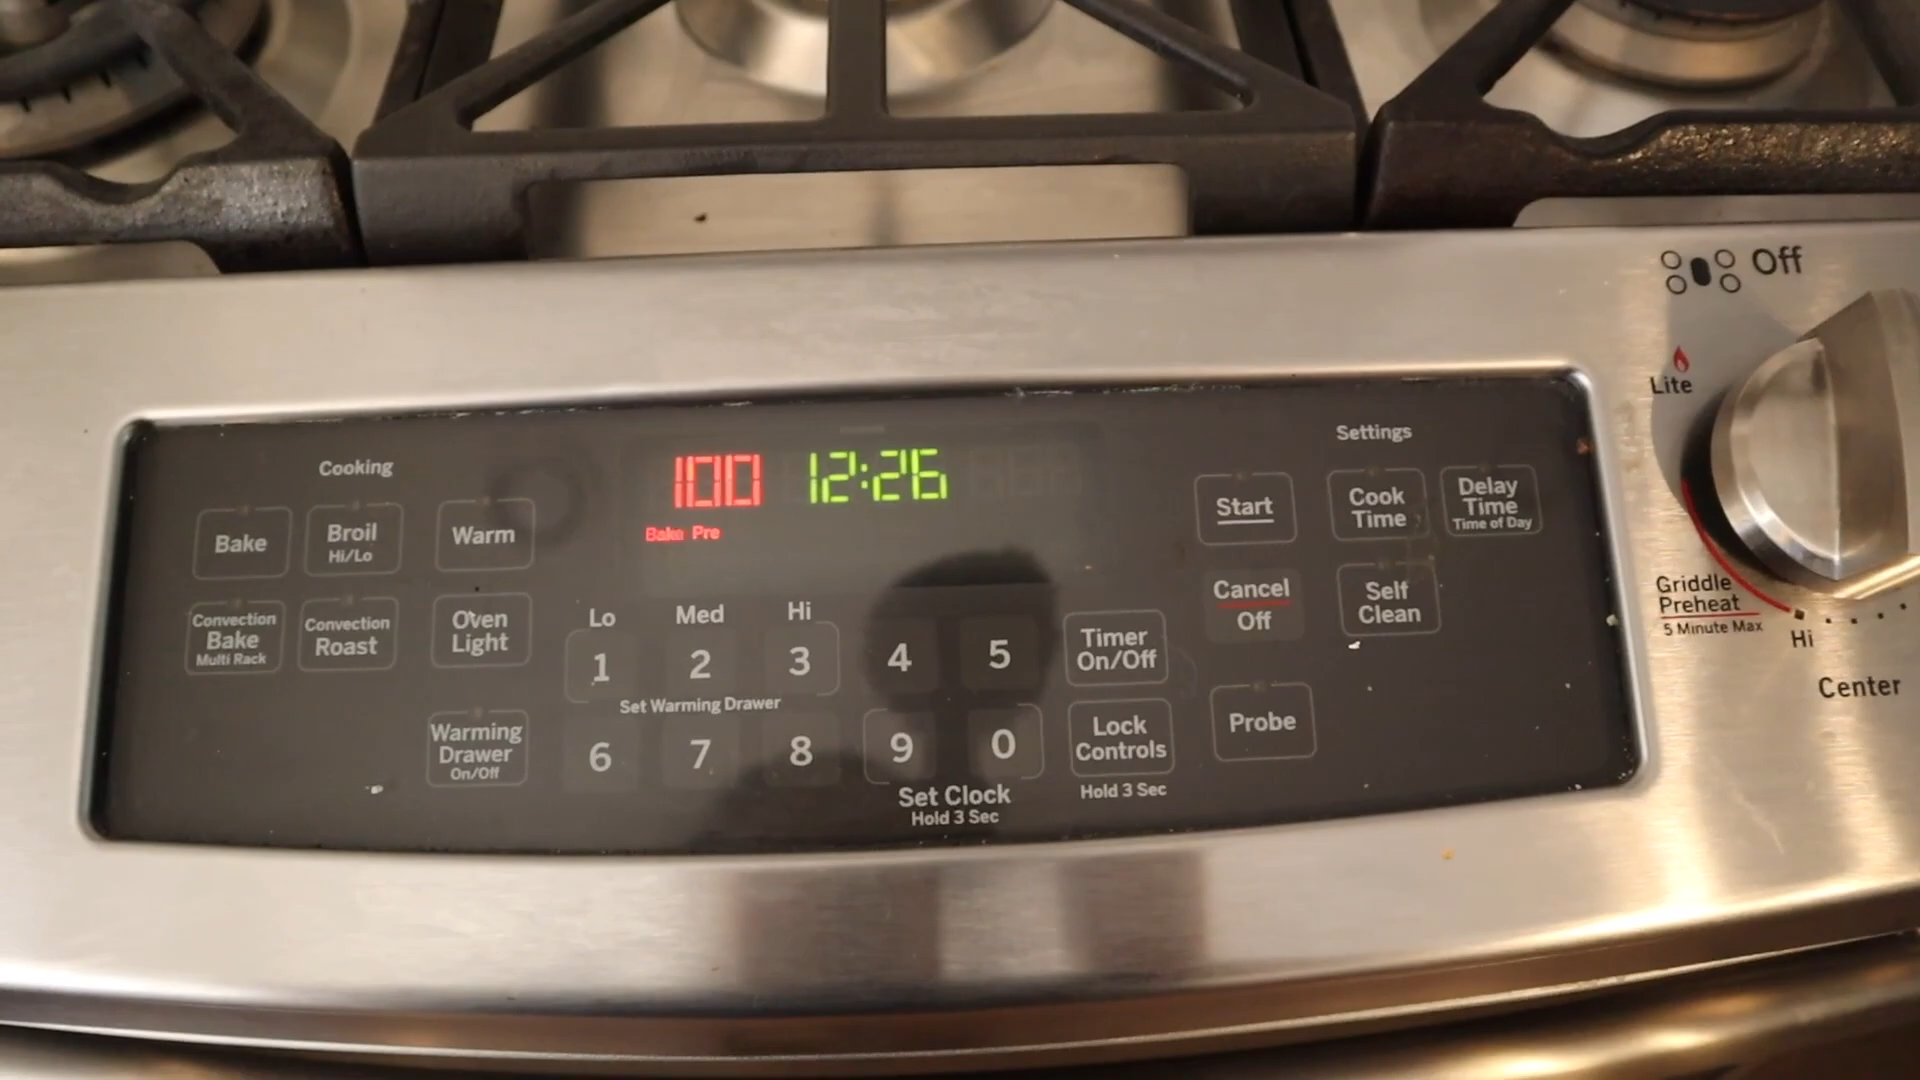 Off
Lite
Griddle
Preheat
5 Minute Max
Hi
Center
Cooking
Bake
Broil
Hi/Lo
Warm
Convection
Bake
Multi Rack
Convection
Roast
Oven
Light
Warming
Drawer
On/Off
100 12:26
Bake Pre
Lo Med Hi
1 2 3 4 5
Set Warming Drawer
6 7 8 9 0
Set Clock
Hold 3 Sec
Timer
On/Off
Lock
Controls
Hold 3 Sec
Settings
Start
Cook
Time
Delay
Time
Time of Day
Cancel
Off
Self
Clean
Probe